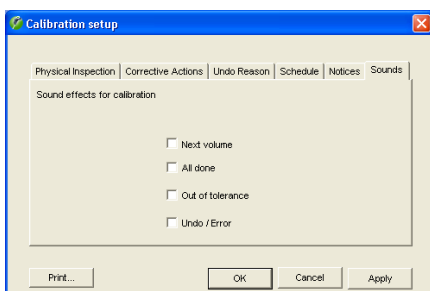 Calibration setup
Physical Inspection Corrective Actions Undo Reason Schedule Notices Sounds
Sound effects for calibration
Next volume
All done
Out of tolerance
Undo / Error
Print... OK Cancel Apply